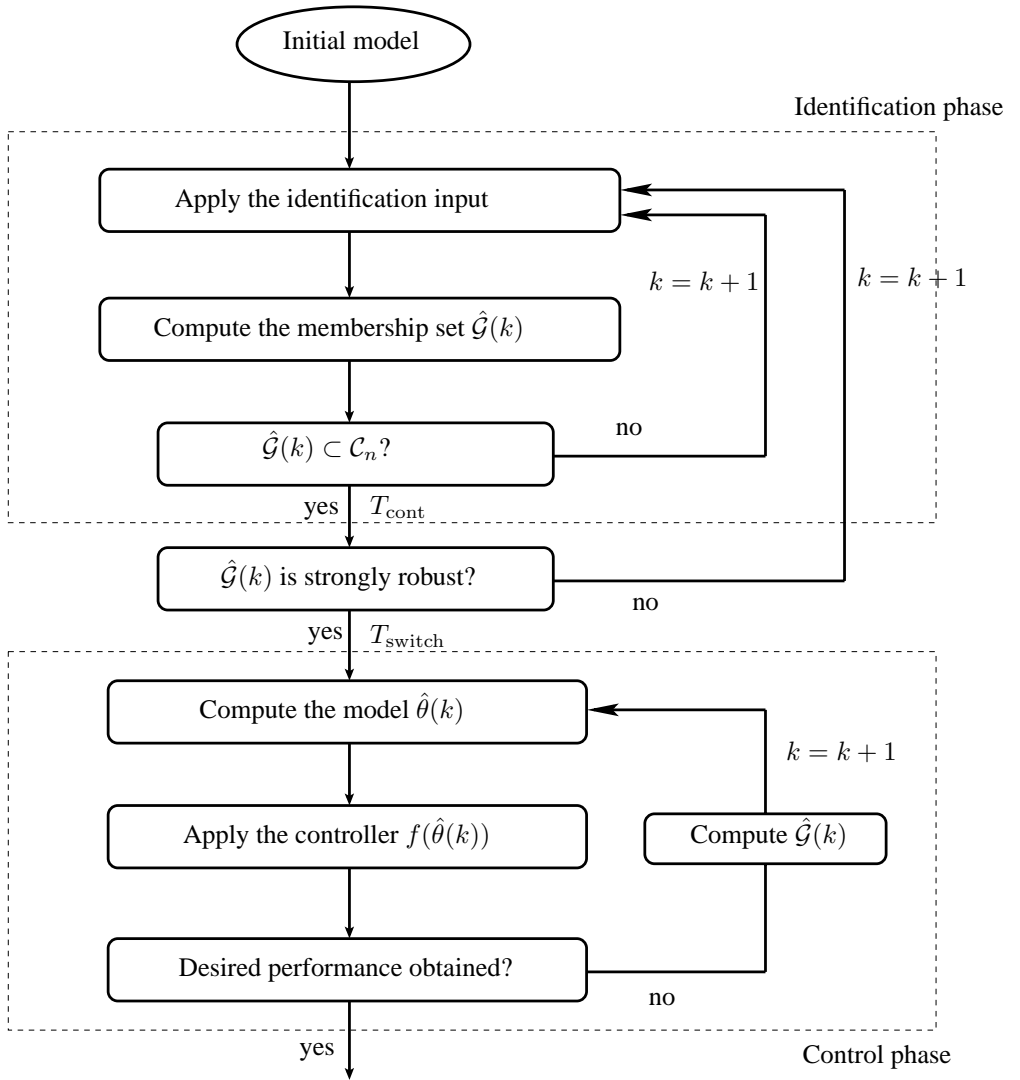 Initial model
Identification phase
Apply the identification input
k = k + 1
k = k + 1
Compute the membership set Ĝ(k)
Ĝ(k) ⊂ C_n?
no
yes
T_cont
Ĝ(k) is strongly robust?
no
yes
T_switch
Compute the model θ̂(k)
k = k + 1
Apply the controller f(θ̂(k))
Compute Ĝ(k)
Desired performance obtained?
no
yes
Control phase